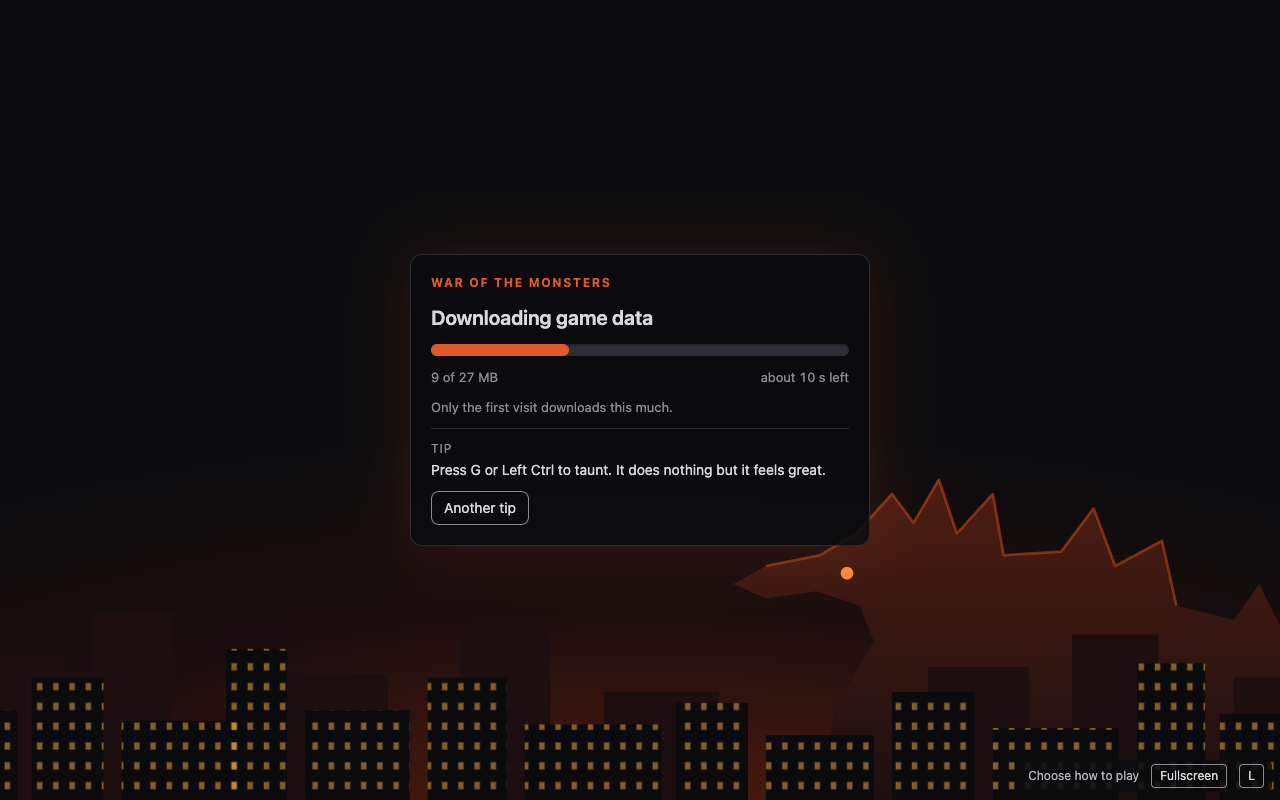 WAR OF THE MONSTERS
Downloading game data
9 of 27 MB
about 10 s left
Only the first visit downloads this much.
TIP
Press G or Left Ctrl to taunt. It does nothing but it feels great.
Another tip
Choose how to play
Fullscreen
L